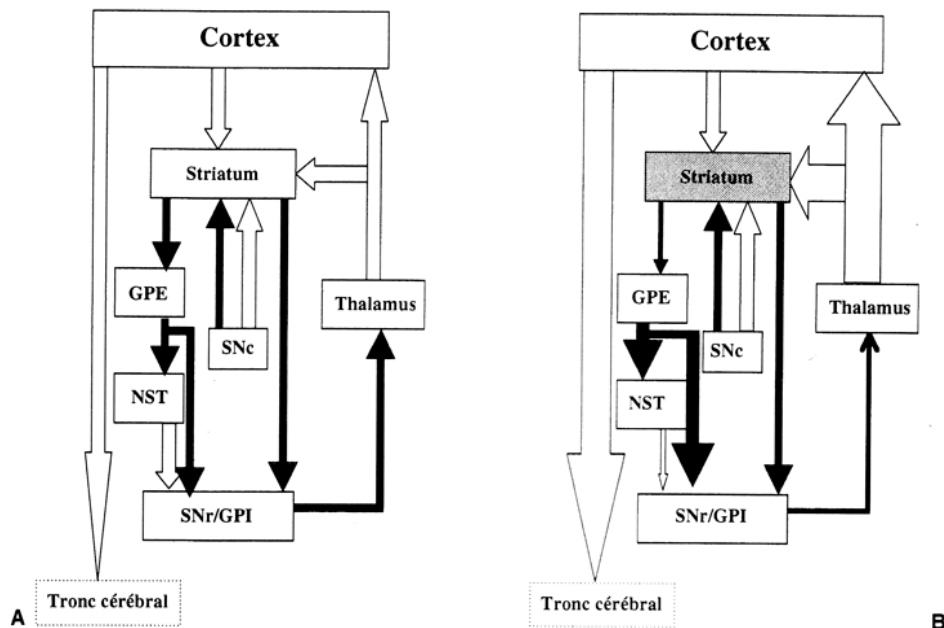 Cortex
Striatum
GPE
Thalamus
SNc
NST
SNr/GPI
Tronc cérébral
A
Cortex
Striatum
GPE
Thalamus
SNc
NST
SNr/GPI
Tronc cérébral
B